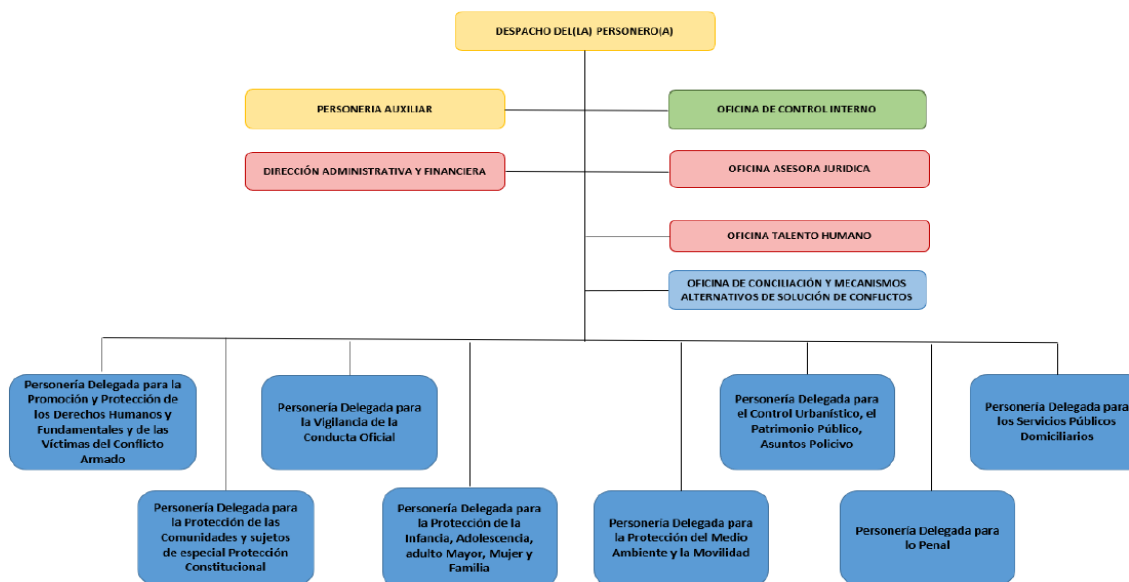 DESPACHO DEL(LA) PERSONERO(A)
PERSONERIA AUXILIAR
OFICINA DE CONTROL INTERNO
DIRECCIÓN ADMINISTRATIVA Y FINANCIERA
OFICINA ASESORA JURIDICA
OFICINA TALENTO HUMANO
OFICINA DE CONCILIACIÓN Y MECANISMOS
ALTERNATIVOS DE SOLUCIÓN DE CONFLICTOS
Personería Delegada para la
Promoción y Protección de
los Derechos Humanos y
Fundamentales y de las
Víctimas del Conflicto
Armado
Personería Delegada para
la Vigilancia de la
Conducta Oficial
Personería Delegada para
el Control Urbanístico, el
Patrimonio Público,
Asuntos Policivo
Personería Delegada para
los Servicios Públicos
Domiciliarios
Personería Delegada para
la Protección de las
Comunidades y sujetos
de especial Protección
Constitucional
Personería Delegada para
la Protección de la
Infancia, Adolescencia,
adulto Mayor, Mujer y
Familia
Personería Delegada para
la Protección del Medio
Ambiente y la Movilidad
Personería Delegada para
lo Penal